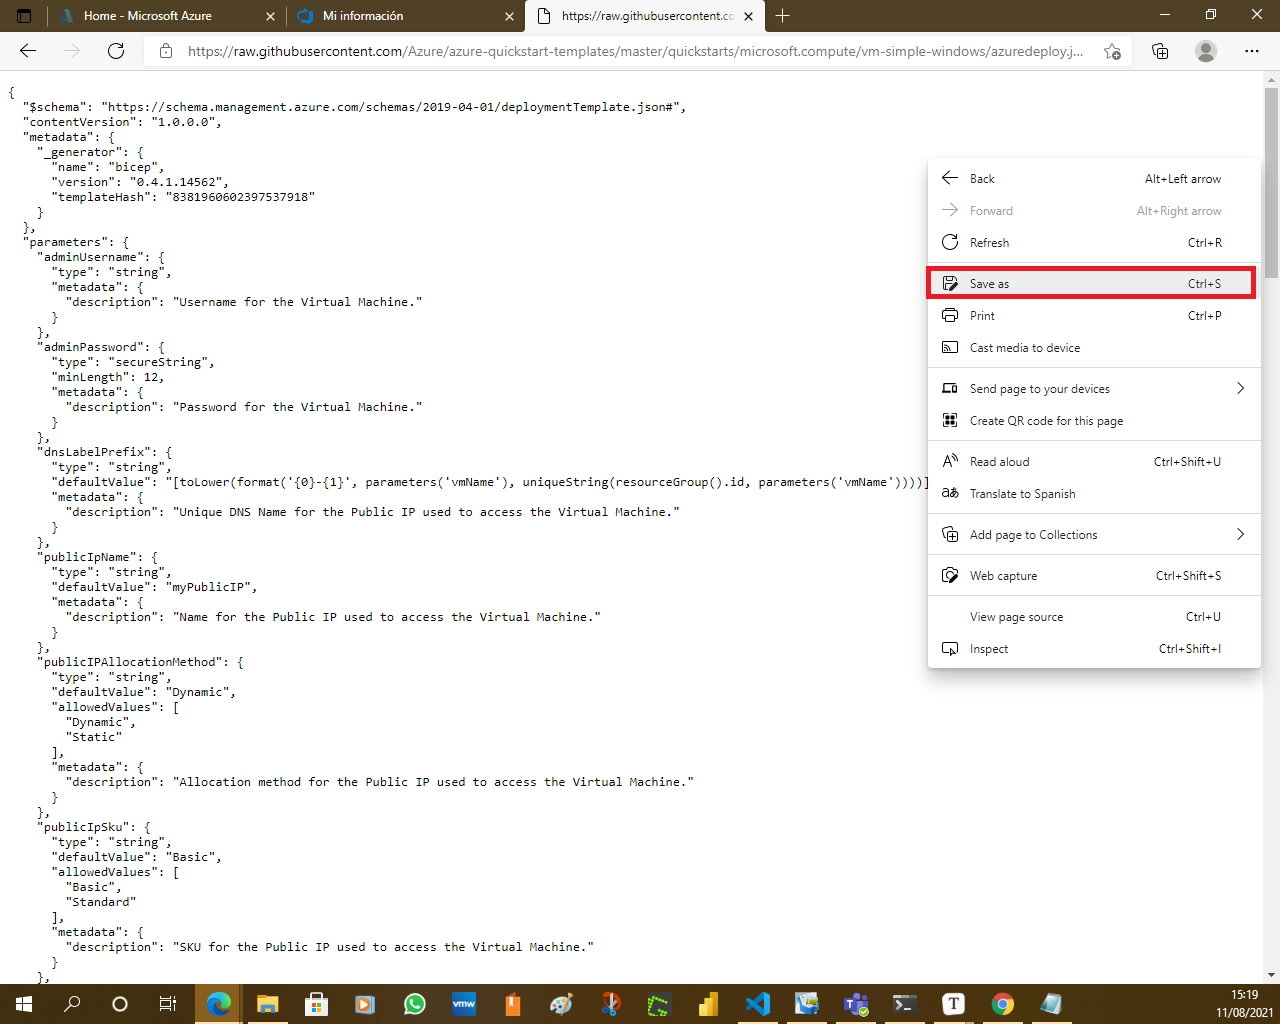 Home - Microsoft Azure
Mi información
https://raw.githubusercontent.co
https://raw.githubusercontent.com/Azure/azure-quickstart-templates/master/quickstarts/microsoft.compute/vm-simple-windows/azuredeploy.j...
{
"$schema": "https://schema.management.azure.com/schemas/2019-04-01/deploymentTemplate.json#",
"contentVersion": "1.0.0.0",
"metadata": {
"_generator": {
"name": "bicep",
"version": "0.4.1.14562",
"templateHash": "8381960602397537918"
}
},
"parameters": {
"adminUsername": {
"type": "string",
"metadata": {
"description": "Username for the Virtual Machine."
}
},
"adminPassword": {
"type": "secureString",
"minLength": 12,
"metadata": {
"description": "Password for the Virtual Machine."
}
},
"dnsLabelPrefix": {
"type": "string",
"defaultValue": "[toLower(format('{0}-{1}', parameters('vmName'), uniqueString(resourceGroup().id, parameters('vmName'))))]
"metadata": {
"description": "Unique DNS Name for the Public IP used to access the Virtual Machine."
}
},
"publicIpName": {
"type": "string",
"defaultValue": "myPublicIP",
"metadata": {
"description": "Name for the Public IP used to access the Virtual Machine."
}
},
"publicIPAllocationMethod": {
"type": "string",
"defaultValue": "Dynamic",
"allowedValues": [
"Dynamic",
"Static"
],
"metadata": {
"description": "Allocation method for the Public IP used to access the Virtual Machine."
}
},
"publicIpSku": {
"type": "string",
"defaultValue": "Basic",
"allowedValues": [
"Basic",
"Standard"
],
"metadata": {
"description": "SKU for the Public IP used to access the Virtual Machine."
}
},
Back Alt+Left arrow
Forward Alt+Right arrow
Refresh Ctrl+R
Save as Ctrl+S
Print Ctrl+P
Cast media to device
Send page to your devices
Create QR code for this page
Read aloud Ctrl+Shift+U
Translate to Spanish
Add page to Collections
Web capture Ctrl+Shift+S
View page source Ctrl+U
Inspect Ctrl+Shift+I
vmw
T
15:19
11/08/2021